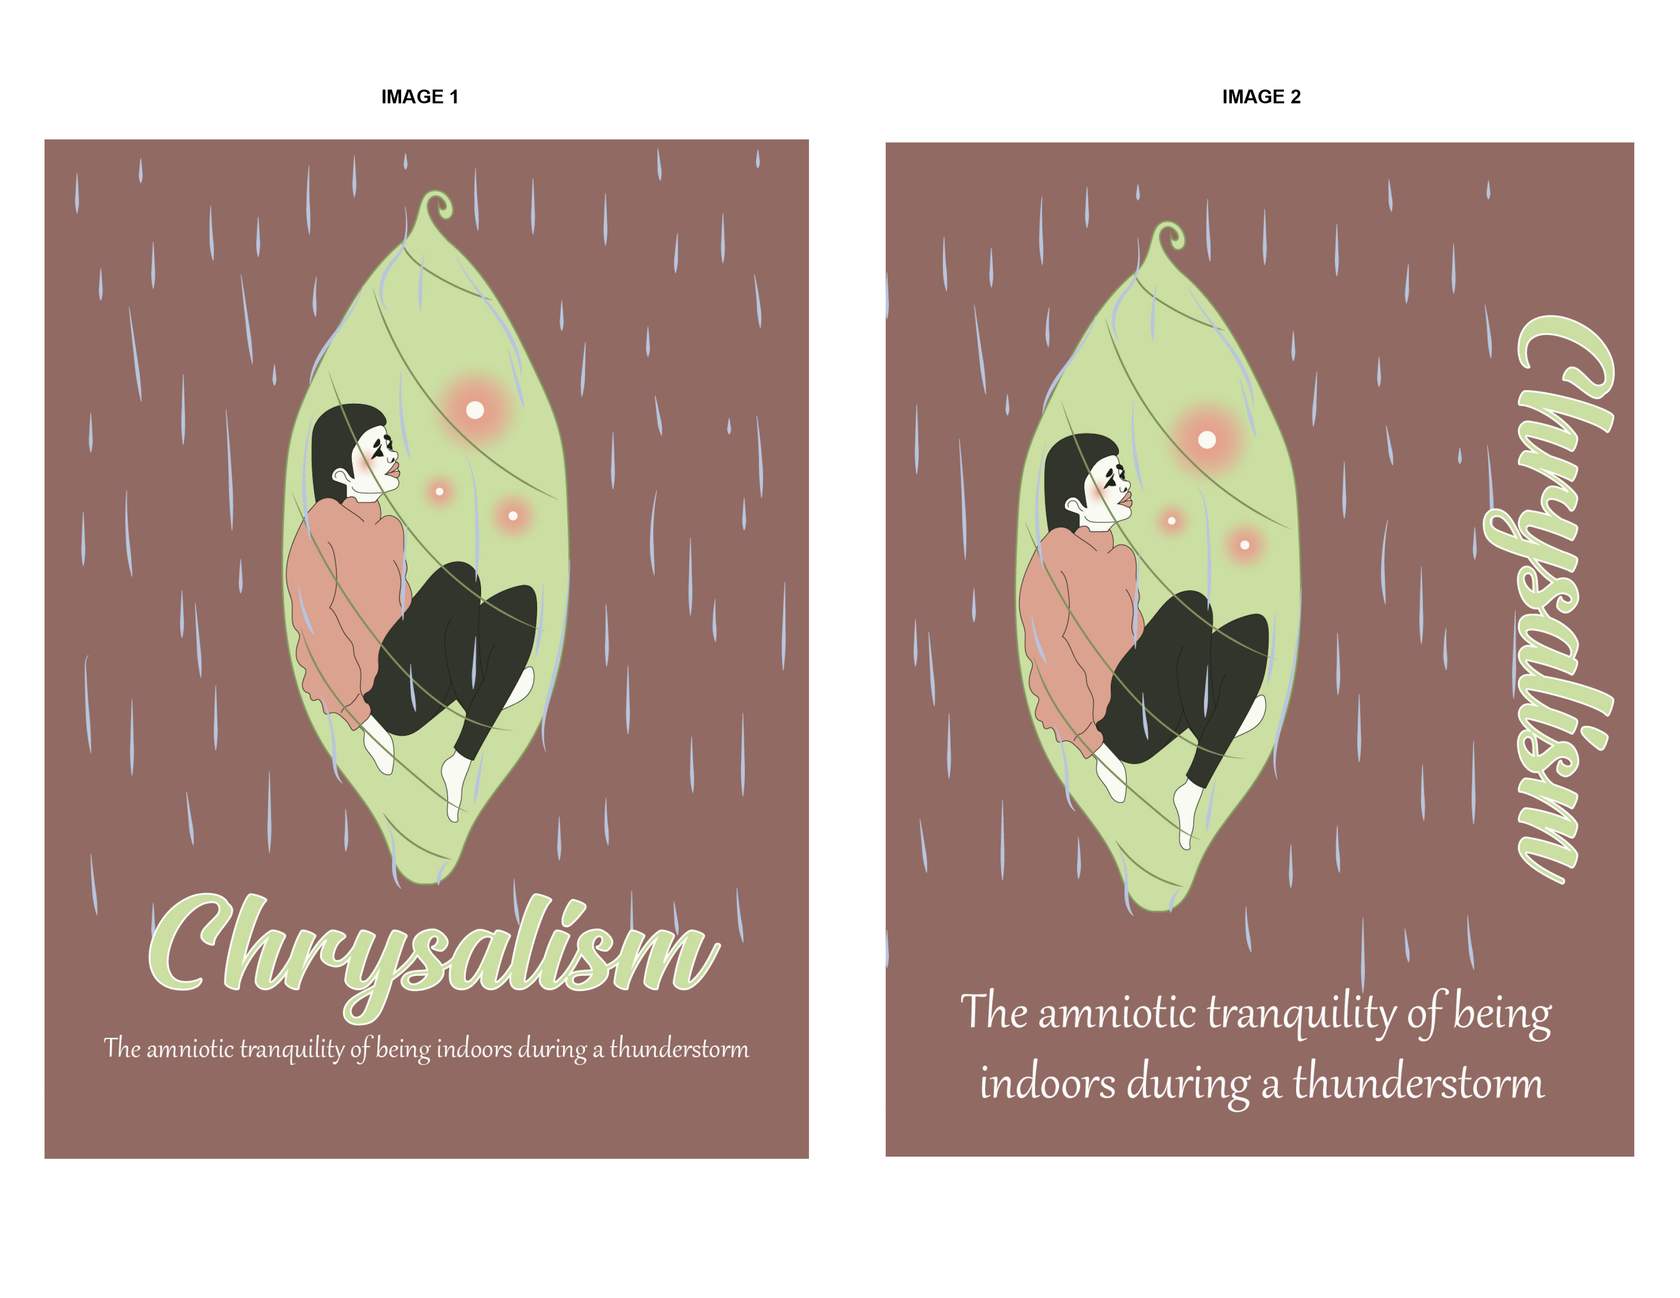 IMAGE 1
Chrysalism
The amniotic tranquility of being indoors during a thunderstorm
IMAGE 2
Chrysalism
The amniotic tranquility of being
indoors during a thunderstorm